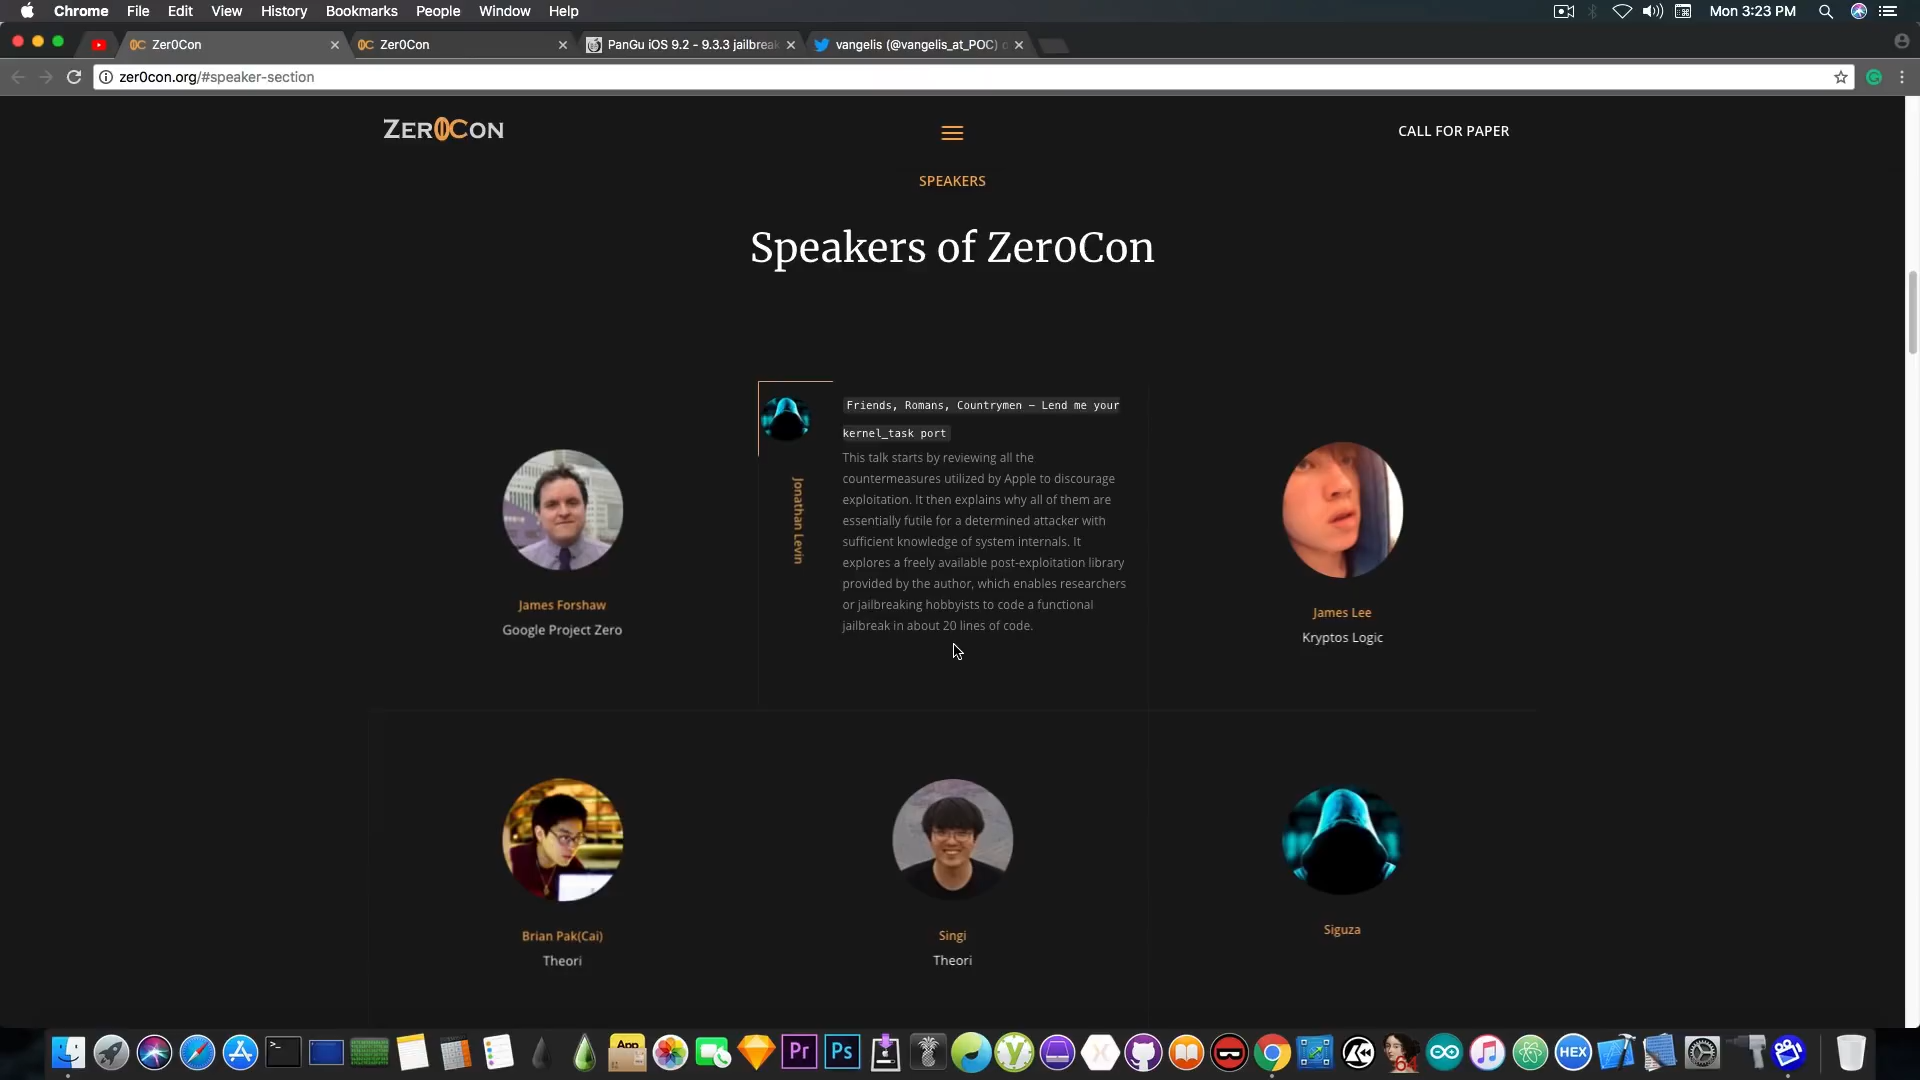 Chrome File Edit View History Bookmarks People Window Help Mon 3:23 PM
Zer0Con Zer0Con PanGu iOS 9.2 - 9.3.3 jailbreak vangelis (@vangelis_at_POC)
zer0con.org/#speaker-section
ZER0CON CALL FOR PAPER
SPEAKERS
Speakers of Zer0Con
Friends, Romans, Countrymen – Lend me your
kernel_task port
This talk starts by reviewing all the
countermeasures utilized by Apple to discourage
exploitation. It then explains why all of them are
essentially futile for a determined attacker with
sufficient knowledge of system internals. It
explores a freely available post-exploitation library
provided by the author, which enables researchers
or jailbreaking hobbyists to code a functional
jailbreak in about 20 lines of code.
Jonathan Levin
James Forshaw
Google Project Zero
James Lee
Kryptos Logic
Brian Pak(Cai)
Theori
Singi
Theori
Siguza
App
Pr
Ps
64
HEX